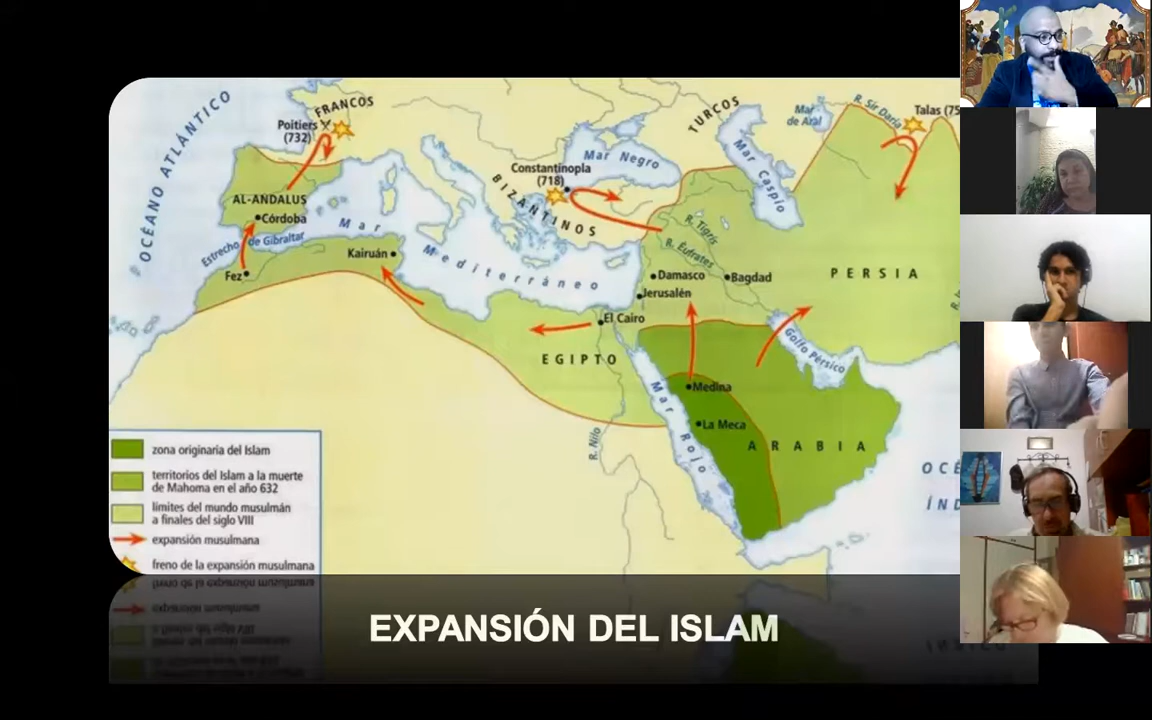 OCÉANO ATLÁNTICO
FRANCOS
Poitiers
(732)
TURCOS
Mar
de Aral
R. Sir Daria
Talas (75
Mar Negro
Mar Caspio
Constantinopla
(718)
BIZANTINOS
AL-ANDALUS
Córdoba
Estrecho de Gibraltar
Fez
Kairuán
Mar Mediterráneo
R. Tigris
R. Éufrates
Damasco
Bagdad
Jerusalén
PERSIA
El Cairo
EGIPTO
Golfo Pérsico
Medina
La Meca
Mar Rojo
ARABIA
R. Nilo
OCÉ
ÍND
zona originaria del Islam
territorios del Islam a la muerte
de Mahoma en el año 632
límites del mundo musulmán
a finales del siglo VIII
expansión musulmana
freno de la expansión musulmana
EXPANSIÓN DEL ISLAM